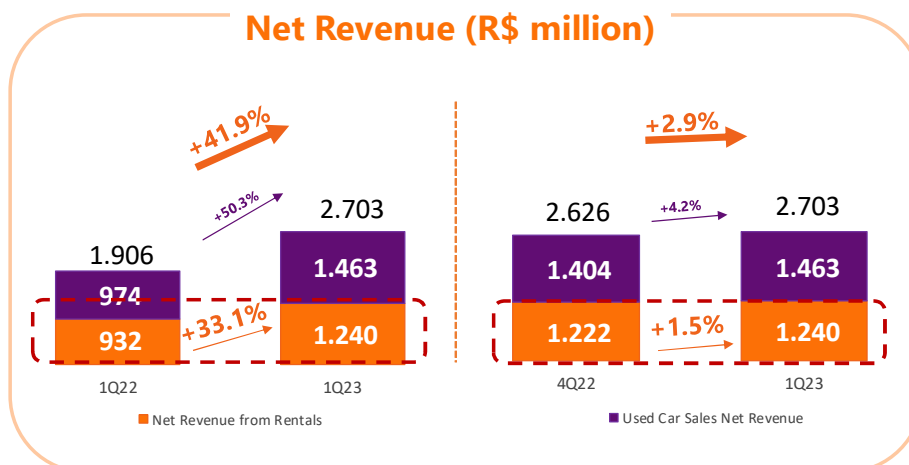 Net Revenue (R$ million)
+41.9%
+50.3%
1.906
2.703
974
1.463
932
+33.1%
1.240
1Q22
1Q23
+2.9%
2.626
+4.2%
2.703
1.404
1.463
1.222
+1.5%
1.240
4Q22
1Q23
Net Revenue from Rentals
Used Car Sales Net Revenue